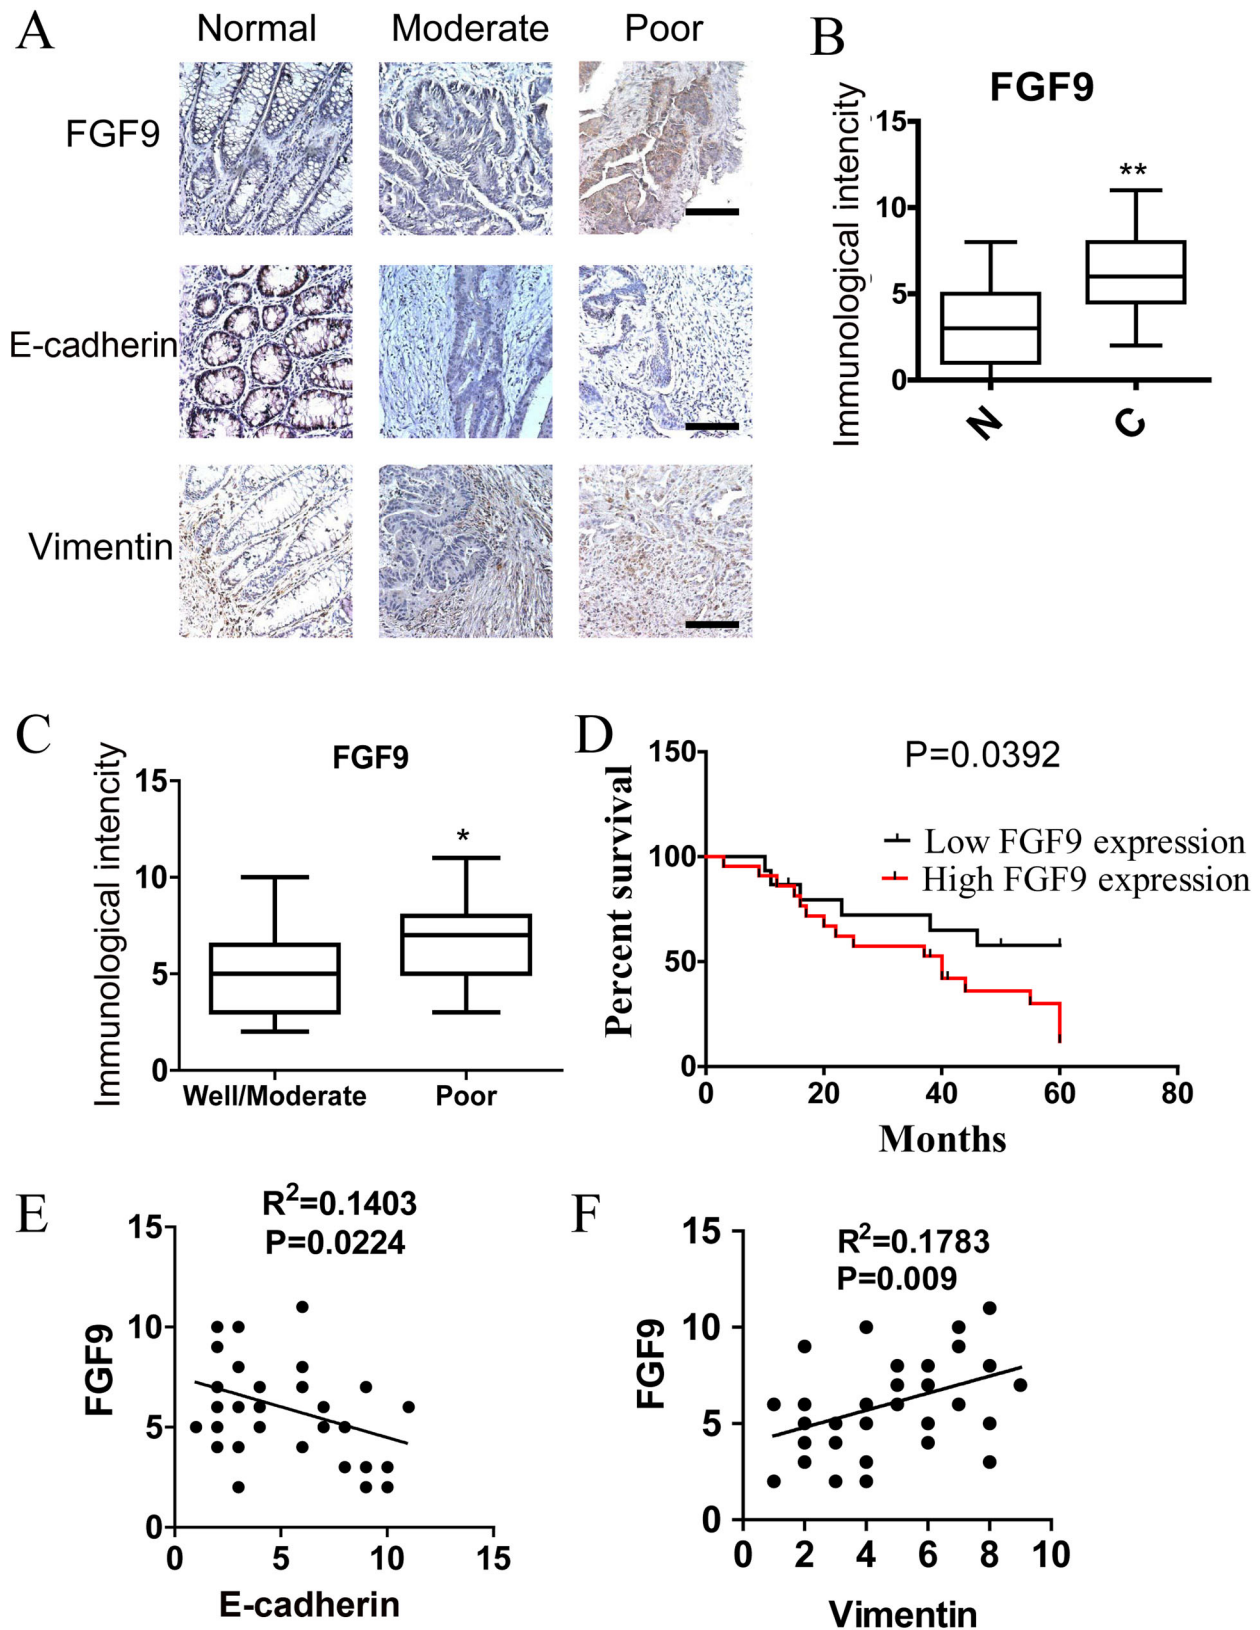 A
Normal
Moderate
Poor
FGF9
E-cadherin
Vimentin
B
FGF9
Immunological intencity
15
10
5
0
**
N
C
C
FGF9
Immunological intencity
15
10
5
0
*
Well/Moderate
Poor
D
P=0.0392
Percent survival
150
100
50
0
Low FGF9 expression
High FGF9 expression
0
20
40
60
80
Months
E
R²=0.1403
P=0.0224
FGF9
15
10
5
0
0
5
10
15
E-cadherin
F
R²=0.1783
P=0.009
FGF9
15
10
5
0
0
2
4
6
8
10
Vimentin